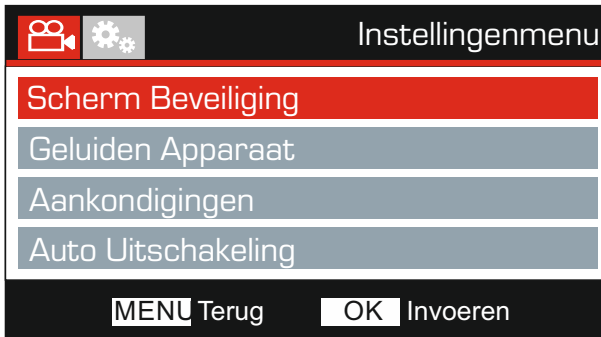 Instellingenmenu
Scherm Beveiliging
Geluiden Apparaat
Aankondigingen
Auto Uitschakeling
MENU Terug OK Invoeren